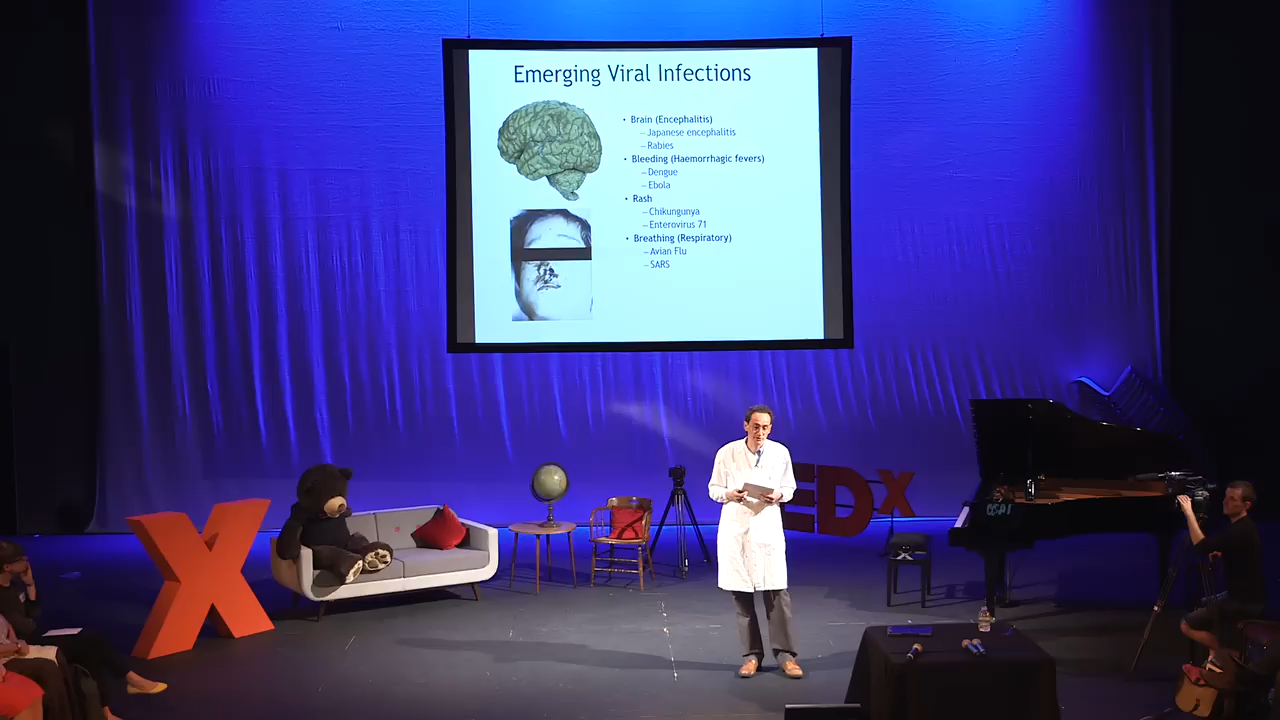 Emerging Viral Infections
• Brain (Encephalitis)
– Japanese encephalitis
– Rabies
• Bleeding (Haemorrhagic fevers)
– Dengue
– Ebola
• Rash
– Chikungunya
– Enterovirus 71
• Breathing (Respiratory)
– Avian Flu
– SARS
X
EDx